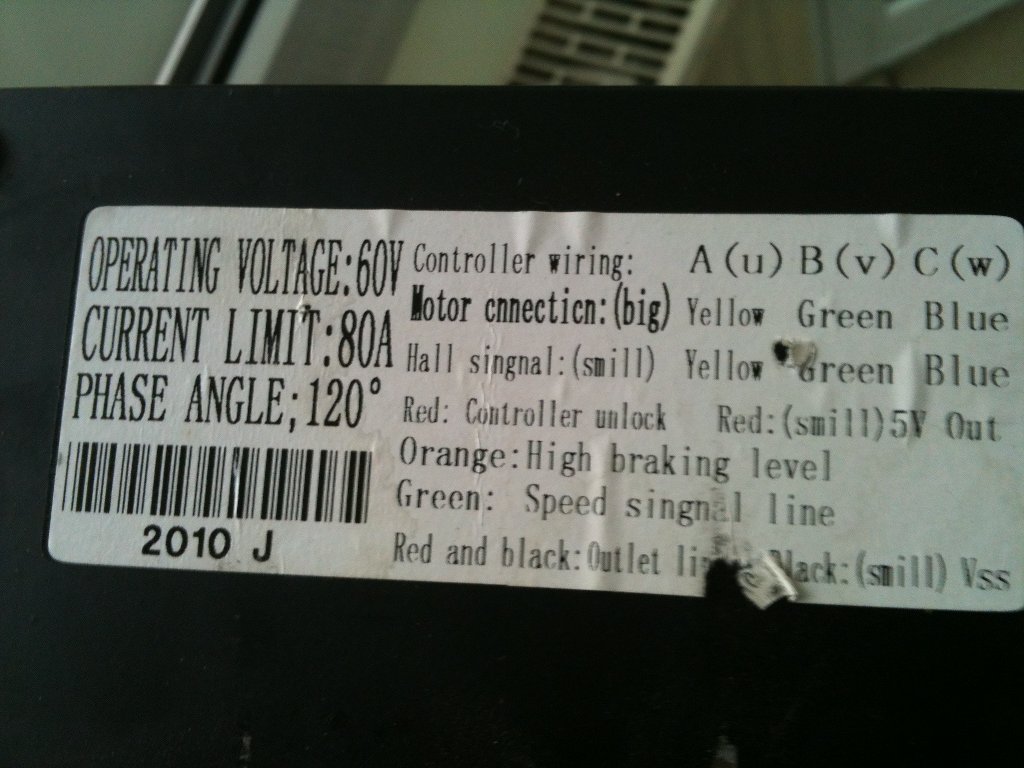 OPERATING VOLTAGE:60V
CURRENT LIMIT:80A
PHASE ANGLE;120°
2010 J
Controller wiring: A(u) B(v) C(w)
Motor cnnecticn:(big) Yellow Green Blue
Hall singnal:(smill) Yellow Green Blue
Red: Controller unlock Red:(smill)5V Out
Orange:High braking level
Green: Speed singnal line
Red and black:Outlet (smill) Vss